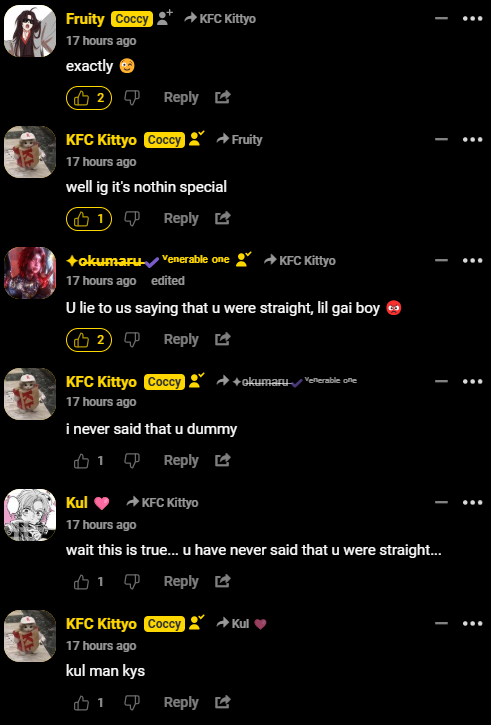 Fruity Coccy KFC Kittyo
17 hours ago
exactly
2 Reply
KFC Kittyo Coccy Fruity
17 hours ago
well ig it's nothin special
1 Reply
✦okumaru ᵛᵉⁿᵉʳᵃᵇˡᵉ ᵒⁿᵉ KFC Kittyo
17 hours ago edited
U lie to us saying that u were straight, lil gai boy
2 Reply
KFC Kittyo Coccy ✦okumaru ᵛᵉⁿᵉʳᵃᵇˡᵉ ᵒⁿᵉ
17 hours ago
i never said that u dummy
1 Reply
Kul KFC Kittyo
17 hours ago
wait this is true... u have never said that u were straight...
1 Reply
KFC Kittyo Coccy Kul
17 hours ago
kul man kys
1 Reply